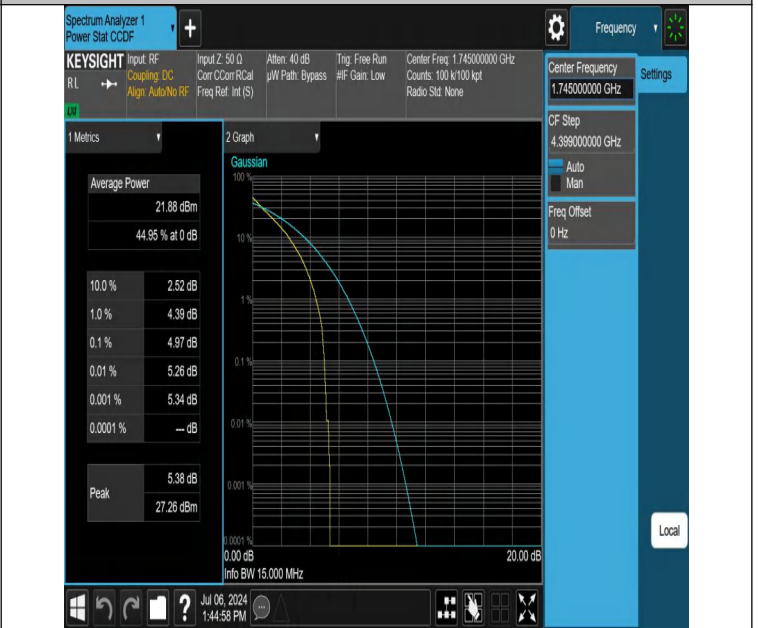 Spectrum Analyzer 1
Power Stat CCDF
+
Frequency
KEYSIGHT
RL
LXI
Input: RF
Coupling: DC
Align: Auto/No RF
Input Z: 50 Ω
Corr CCorr RCal
Freq Ref: Int (S)
Atten: 40 dB
µW Path: Bypass
Trig: Free Run
#IF Gain: Low
Center Freq: 1.745000000 GHz
Counts: 100 k/100 kpt
Radio Std: None
Center Frequency
1.745000000 GHz
Settings
CF Step
4.399000000 GHz
Auto
Man
Freq Offset
0 Hz
1 Metrics
Average Power
21.88 dBm
44.95 % at 0 dB
10.0 % 2.52 dB
1.0 % 4.39 dB
0.1 % 4.97 dB
0.01 % 5.26 dB
0.001 % 5.34 dB
0.0001 % --- dB
Peak
5.38 dB
27.26 dBm
2 Graph
Gaussian
100 %
10 %
1 %
0.1 %
0.01 %
0.001 %
0.0001 %
0.00 dB 20.00 dB
Info BW 15.000 MHz
Local
?
Jul 06, 2024
1:44:58 PM